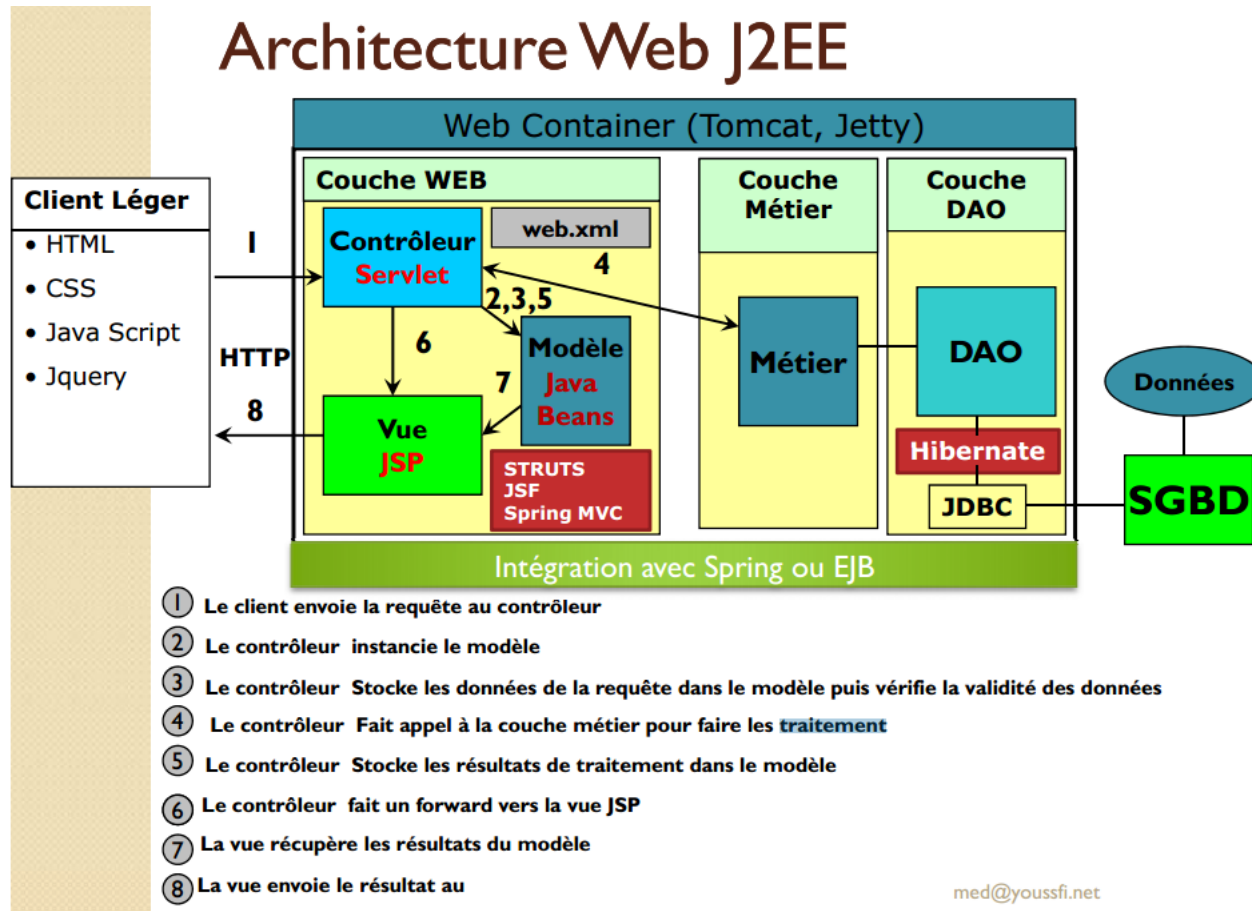 Architecture Web J2EE
Web Container (Tomcat, Jetty)
Client Léger
• HTML
• CSS
• Java Script
• Jquery
1
HTTP
8
Couche WEB
Contrôleur
Servlet
web.xml
4
2,3,5
6
Modèle
Java
Beans
7
Vue
JSP
STRUTS
JSF
Spring MVC
Couche
Métier
Métier
Couche
DAO
DAO
Hibernate
JDBC
Données
SGBD
Intégration avec Spring ou EJB
1 Le client envoie la requête au contrôleur
2 Le contrôleur instancie le modèle
3 Le contrôleur Stocke les données de la requête dans le modèle puis vérifie la validité des données
4 Le contrôleur Fait appel à la couche métier pour faire les traitement
5 Le contrôleur Stocke les résultats de traitement dans le modèle
6 Le contrôleur fait un forward vers la vue JSP
7 La vue récupère les résultats du modèle
8 La vue envoie le résultat au
med@youssfi.net